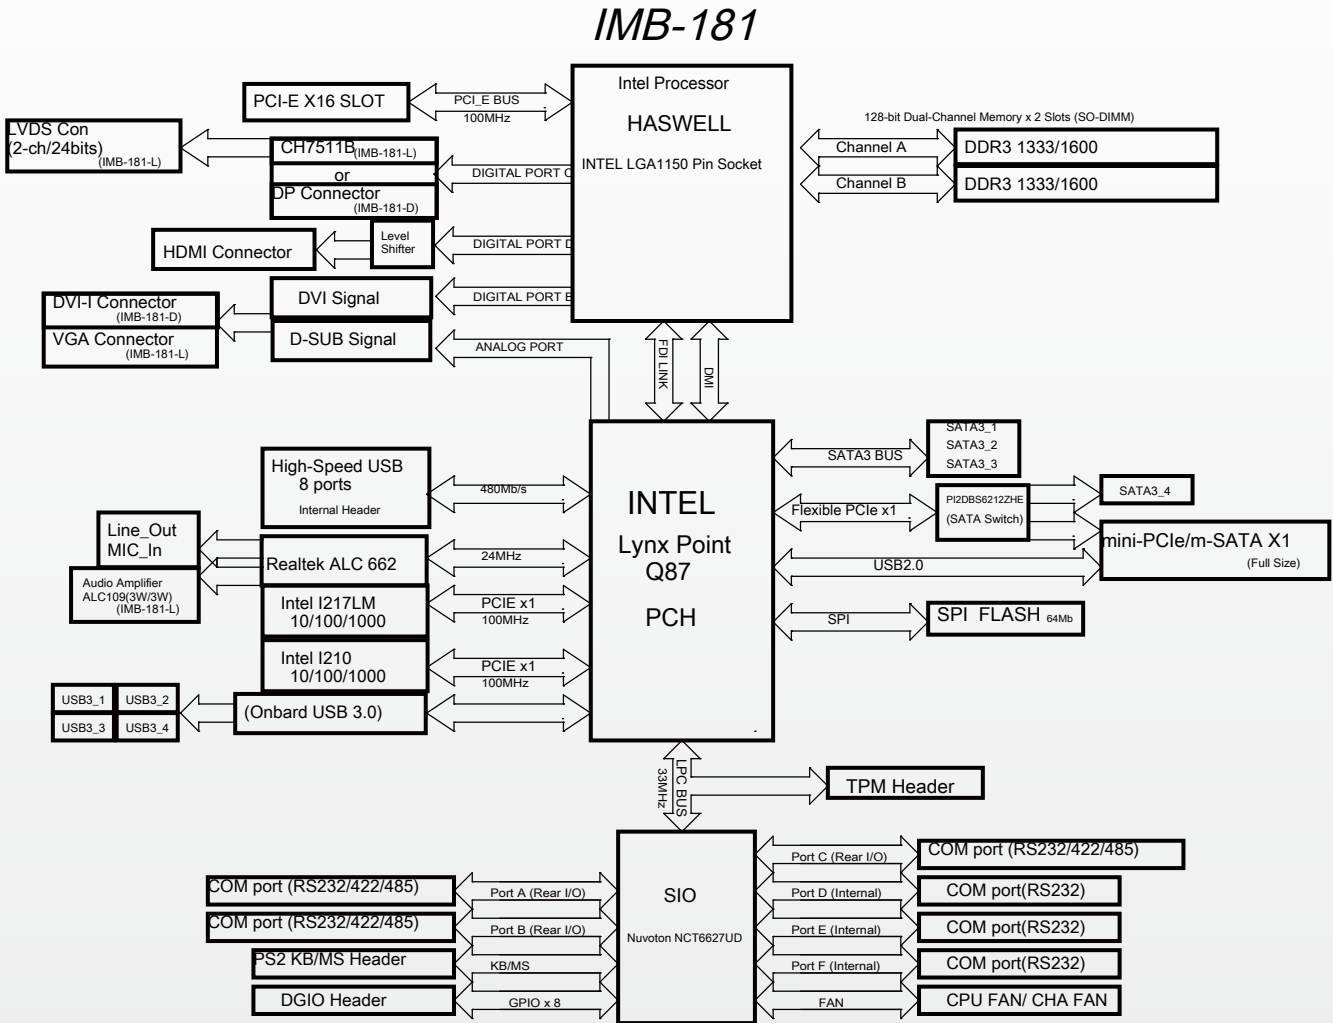 IMB-181
Intel Processor
HASWELL
INTEL LGA1150 Pin Socket
PCI-E X16 SLOT
PCI_E BUS
100MHz
LVDS Con
(2-ch/24bits)
(IMB-181-L)
CH7511B (IMB-181-L)
or
DP Connector
(IMB-181-D)
DIGITAL PORT C
128-bit Dual-Channel Memory x 2 Slots (SO-DIMM)
Channel A
DDR3 1333/1600
Channel B
DDR3 1333/1600
HDMI Connector
Level
Shifter
DIGITAL PORT D
DVI-I Connector
(IMB-181-D)
VGA Connector
(IMB-181-L)
DVI Signal
DIGITAL PORT B
D-SUB Signal
ANALOG PORT
FDI LINK
DMI
INTEL
Lynx Point
Q87
PCH
High-Speed USB
8 ports
Internal Header
480Mb/s
Line_Out
MIC_In
Audio Amplifier
ALC109(3W/3W)
(IMB-181-L)
Realtek ALC 662
24MHz
Intel I217LM
10/100/1000
PCIE x1
100MHz
Intel I210
10/100/1000
PCIE x1
100MHz
USB3_1
USB3_2
USB3_3
USB3_4
(Onbard USB 3.0)
SATA3 BUS
SATA3_1
SATA3_2
SATA3_3
Flexible PCIe x1
PI2DBS6212ZHE
(SATA Switch)
SATA3_4
mini-PCIe/m-SATA X1
(Full Size)
USB2.0
SPI
SPI FLASH 64Mb
LPC BUS
33MHz
TPM Header
SIO
Nuvoton NCT6627UD
COM port (RS232/422/485)
Port A (Rear I/O)
COM port (RS232/422/485)
Port B (Rear I/O)
PS2 KB/MS Header
KB/MS
DGIO Header
GPIO x 8
Port C (Rear I/O)
COM port (RS232/422/485)
Port D (Internal)
COM port(RS232)
Port E (Internal)
COM port(RS232)
Port F (Internal)
COM port(RS232)
FAN
CPU FAN/ CHA FAN